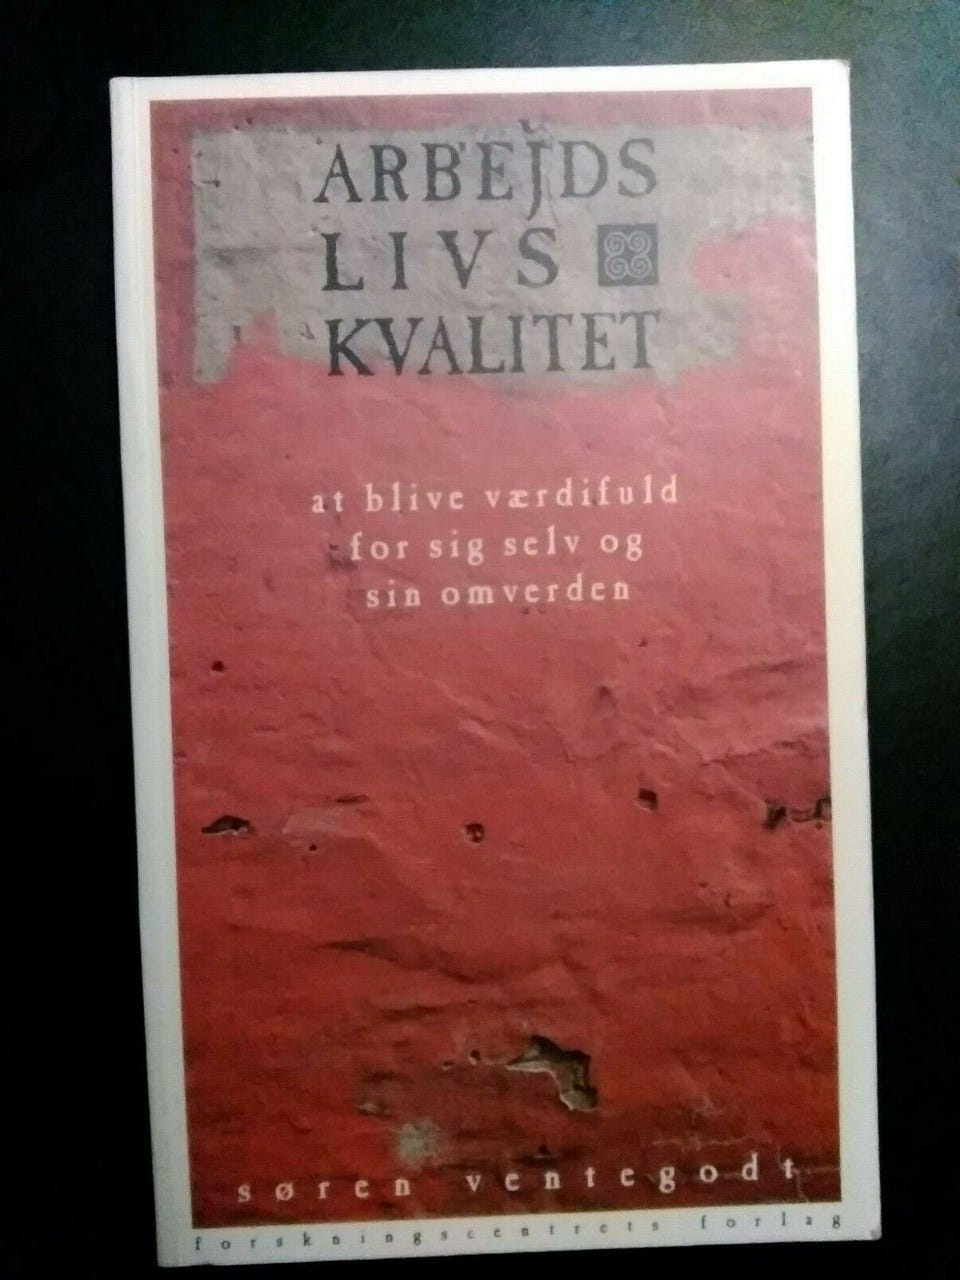 ARBEJDS
LIVS
KVALITET
at blive værdifuld
for sig selv og
sin omverden
søren ventegodt
forskningscentrets forlag